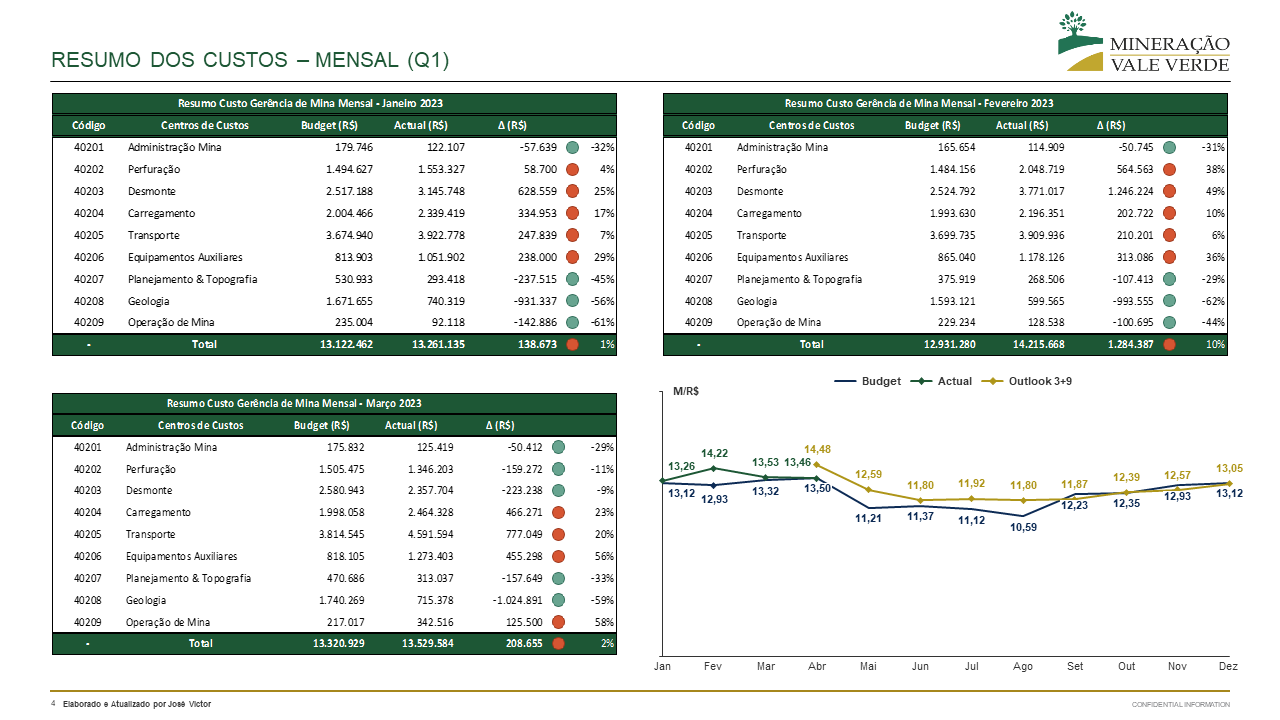 RESUMO DOS CUSTOS – MENSAL (Q1)
MINERAÇÃO
VALE VERDE
Resumo Custo Gerência de Mina Mensal - Janeiro 2023
Código Centros de Custos Budget (R$) Actual (R$) Δ (R$)
40201 Administração Mina 179.746 122.107 -57.639 -32%
40202 Perfuração 1.494.627 1.553.327 58.700 4%
40203 Desmonte 2.517.188 3.145.748 628.559 25%
40204 Carregamento 2.004.466 2.339.419 334.953 17%
40205 Transporte 3.674.940 3.922.778 247.839 7%
40206 Equipamentos Auxiliares 813.903 1.051.902 238.000 29%
40207 Planejamento & Topografia 530.933 293.418 -237.515 -45%
40208 Geologia 1.671.655 740.319 -931.337 -56%
40209 Operação de Mina 235.004 92.118 -142.886 -61%
- Total 13.122.462 13.261.135 138.673 1%
Resumo Custo Gerência de Mina Mensal - Fevereiro 2023
Código Centros de Custos Budget (R$) Actual (R$) Δ (R$)
40201 Administração Mina 165.654 114.909 -50.745 -31%
40202 Perfuração 1.484.156 2.048.719 564.563 38%
40203 Desmonte 2.524.792 3.771.017 1.246.224 49%
40204 Carregamento 1.993.630 2.196.351 202.722 10%
40205 Transporte 3.699.735 3.909.936 210.201 6%
40206 Equipamentos Auxiliares 865.040 1.178.126 313.086 36%
40207 Planejamento & Topografia 375.919 268.506 -107.413 -29%
40208 Geologia 1.593.121 599.565 -993.555 -62%
40209 Operação de Mina 229.234 128.538 -100.695 -44%
- Total 12.931.280 14.215.668 1.284.387 10%
Resumo Custo Gerência de Mina Mensal - Março 2023
Código Centros de Custos Budget (R$) Actual (R$) Δ (R$)
40201 Administração Mina 175.832 125.419 -50.412 -29%
40202 Perfuração 1.505.475 1.346.203 -159.272 -11%
40203 Desmonte 2.580.943 2.357.704 -223.238 -9%
40204 Carregamento 1.998.058 2.464.328 466.271 23%
40205 Transporte 3.814.545 4.591.594 777.049 20%
40206 Equipamentos Auxiliares 818.105 1.273.403 455.298 56%
40207 Planejamento & Topografia 470.686 313.037 -157.649 -33%
40208 Geologia 1.740.269 715.378 -1.024.891 -59%
40209 Operação de Mina 217.017 342.516 125.500 58%
- Total 13.320.929 13.529.584 208.655 2%
Budget Actual Outlook 3+9
M/R$
14,48
13,26 14,22 13,53 13,46 12,59 11,80 11,92 11,80 11,87 12,39 12,57 13,05
13,12 12,93 13,32 13,50 11,21 11,37 11,12 10,59 12,23 12,35 12,93 13,12
Jan Fev Mar Abr Mai Jun Jul Ago Set Out Nov Dez
4 Elaborado e Atualizado por José Victor
CONFIDENTIAL INFORMATION